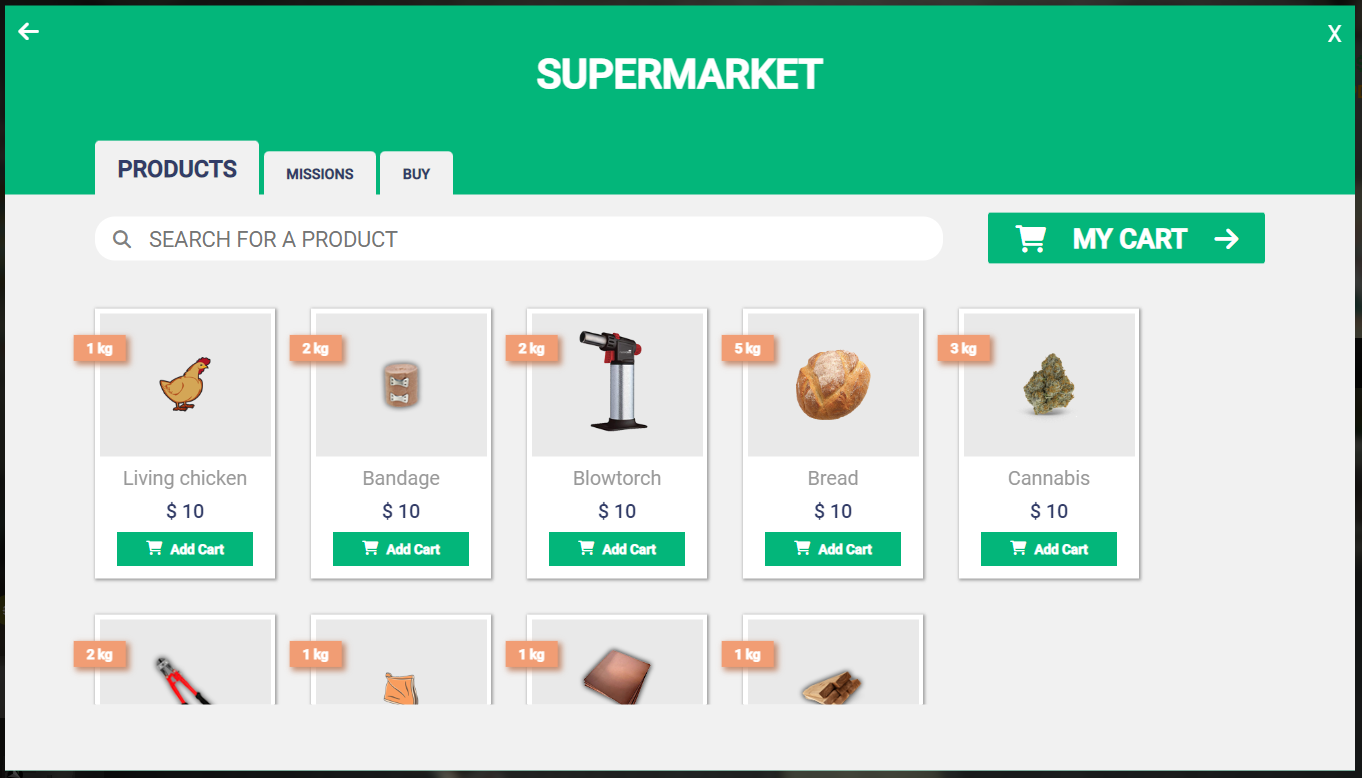 X
SUPERMARKET
PRODUCTS
MISSIONS
BUY
SEARCH FOR A PRODUCT
MY CART
1 kg
2 kg
2 kg
5 kg
3 kg
Living chicken
Bandage
Blowtorch
Bread
Cannabis
$ 10
$ 10
$ 10
$ 10
$ 10
Add Cart
Add Cart
Add Cart
Add Cart
Add Cart
2 kg
1 kg
1 kg
1 kg